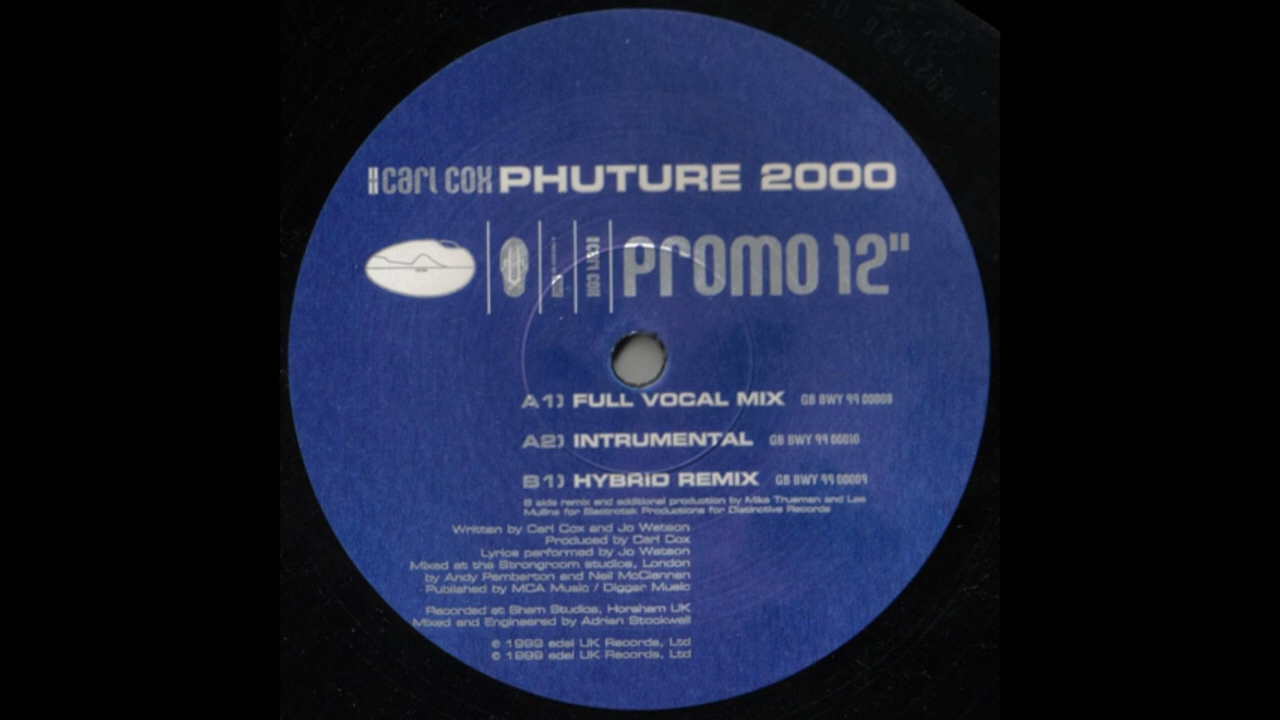 carl cox PHUTURE 2000
carl cox
Promo 12"
A1) FULL VOCAL MIX GB BWY 99 00008
A2) INTRUMENTAL GB BWY 99 00010
B1) HYBRID REMIX GB BWY 99 00009
B side remix and additional production by Mike Trueman and Lee
Mullins for Electrotek Productions for Distinctive Records
Written by Carl Cox and Jo Watson
Produced by Carl Cox
Lyrics performed by Jo Watson
Mixed at the Strongroom studios, London
by Andy Pemberton and Neil McClennan
Published by MCA Music / Digger Music
Recorded at Sham Studios, Horsham UK
Mixed and Engineered by Adrian Stockwell
℗ 1999 edel UK Records, Ltd
© 1999 edel UK Records, Ltd